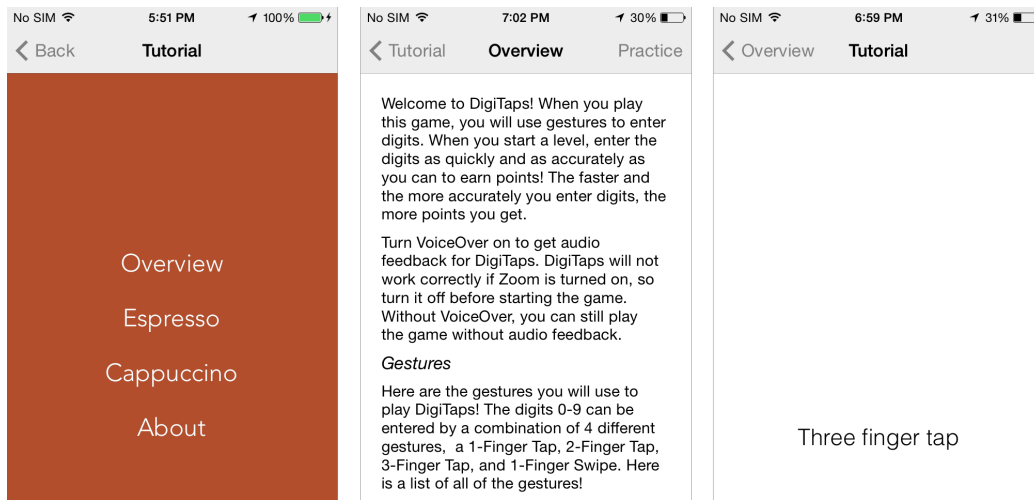 No SIM 5:51 PM 100%
Back Tutorial
Overview
Espresso
Cappuccino
About
No SIM 7:02 PM 30%
Tutorial Overview Practice
Welcome to DigiTaps! When you play
this game, you will use gestures to enter
digits. When you start a level, enter the
digits as quickly and as accurately as
you can to earn points! The faster and
the more accurately you enter digits, the
more points you get.
Turn VoiceOver on to get audio
feedback for DigiTaps. DigiTaps will not
work correctly if Zoom is turned on, so
turn it off before starting the game.
Without VoiceOver, you can still play
the game without audio feedback.
Gestures
Here are the gestures you will use to
play DigiTaps! The digits 0-9 can be
entered by a combination of 4 different
gestures, a 1-Finger Tap, 2-Finger Tap,
3-Finger Tap, and 1-Finger Swipe. Here
is a list of all of the gestures!
No SIM 6:59 PM 31%
Overview Tutorial
Three finger tap